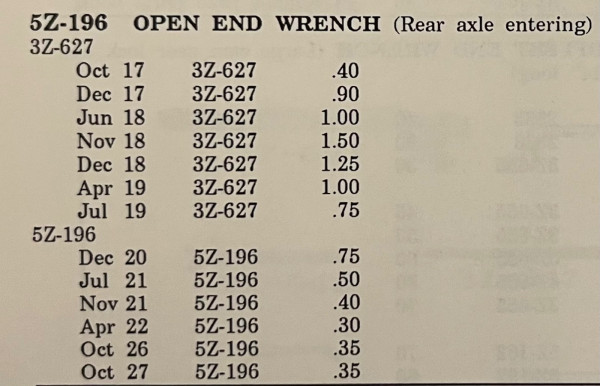 5Z-196 OPEN END WRENCH (Rear axle entering)
3Z-627
Oct 17 3Z-627 .40
Dec 17 3Z-627 .90
Jun 18 3Z-627 1.00
Nov 18 3Z-627 1.50
Dec 18 3Z-627 1.25
Apr 19 3Z-627 1.00
Jul 19 3Z-627 .75
5Z-196
Dec 20 5Z-196 .75
Jul 21 5Z-196 .50
Nov 21 5Z-196 .40
Apr 22 5Z-196 .30
Oct 26 5Z-196 .35
Oct 27 5Z-196 .35